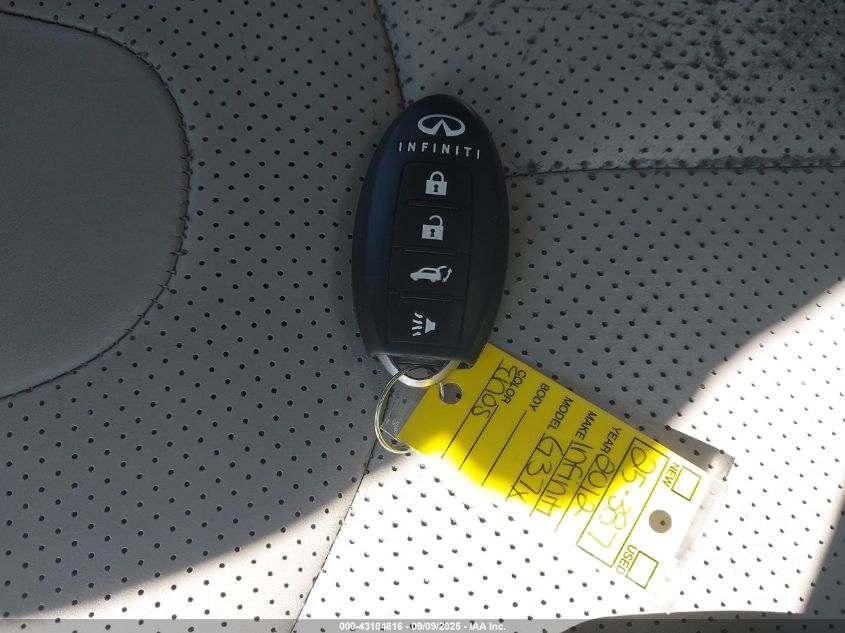 INFINITI
NEW
L25-387
USED
YEAR 2012
MAKE INFINITI
MODEL G37X
BODY
COLOR
000-43104816 - 09/09/2025 - IAA Inc.